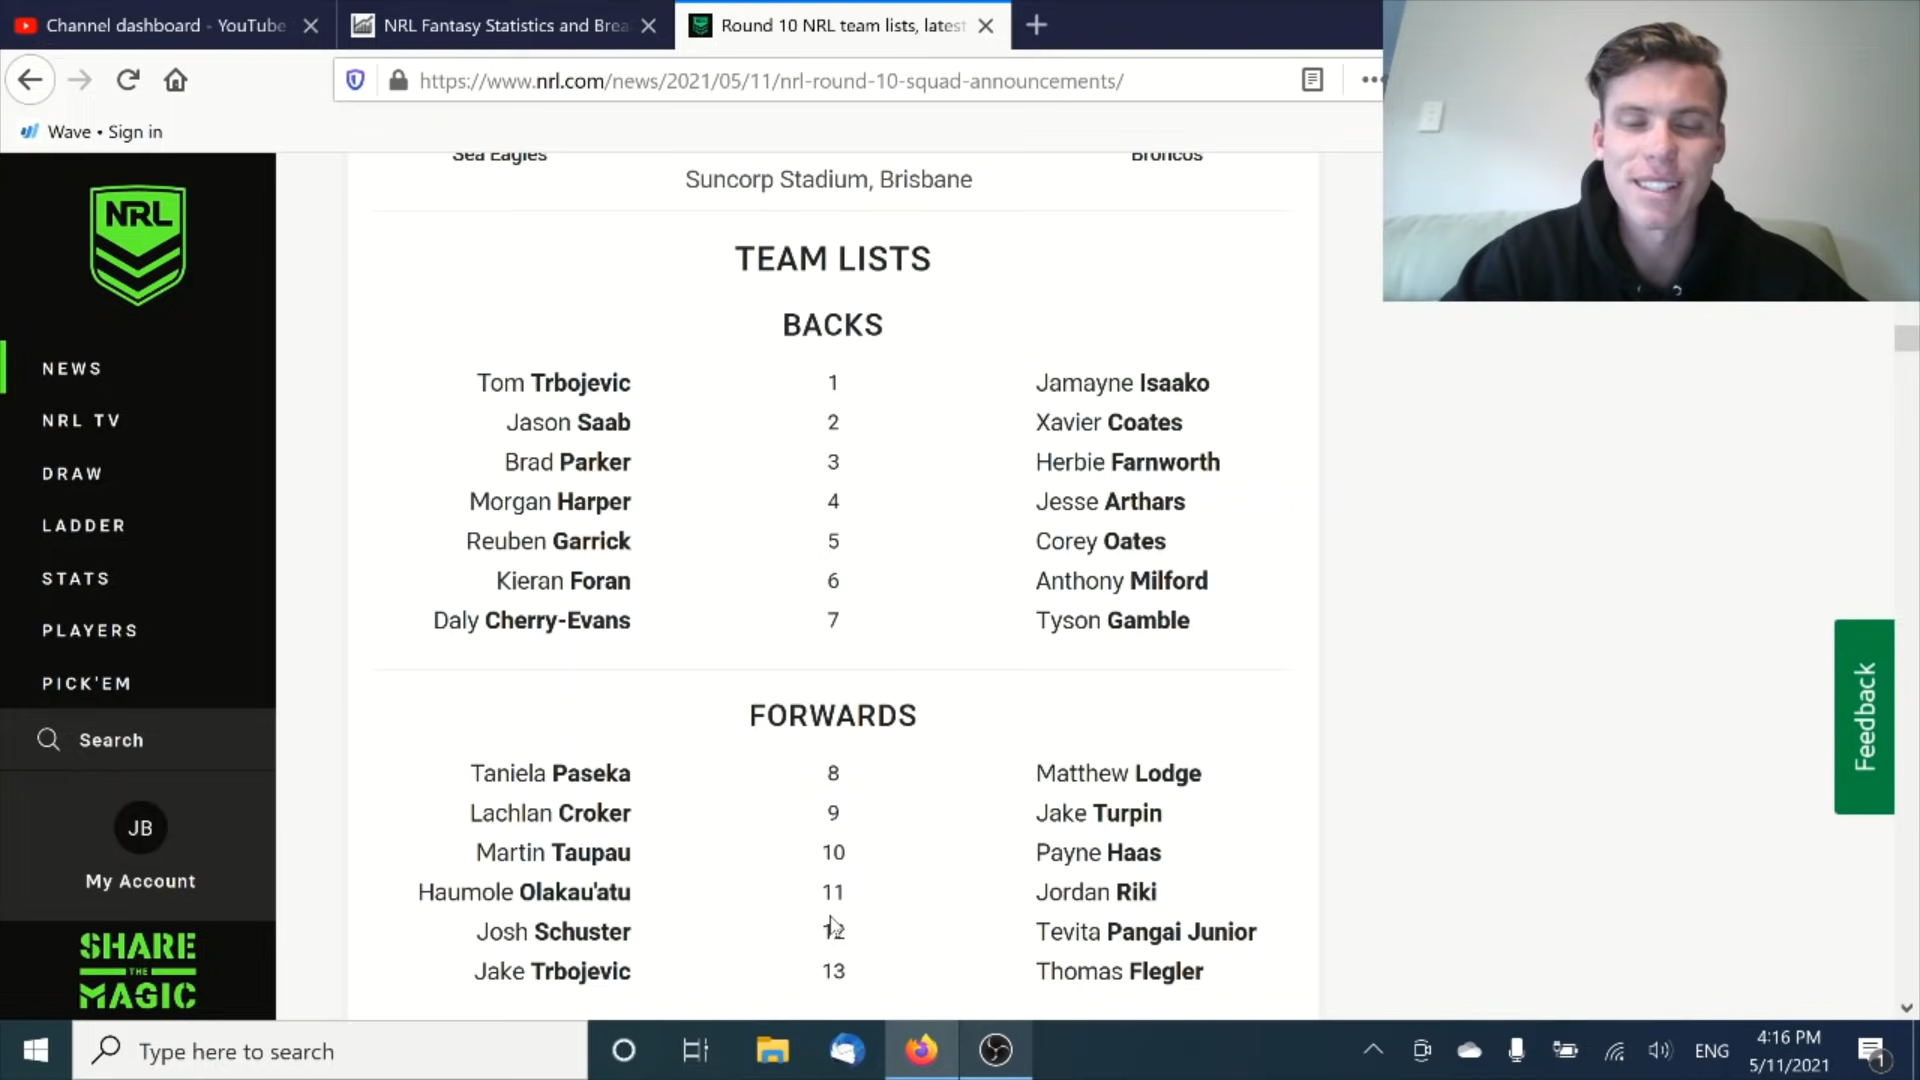 Channel dashboard - YouTube
NRL Fantasy Statistics and Brea
Round 10 NRL team lists, latest
https://www.nrl.com/news/2021/05/11/nrl-round-10-squad-announcements/
Wave • Sign in
NRL
NEWS
NRL TV
DRAW
LADDER
STATS
PLAYERS
PICK'EM
Search
JB
My Account
SHARE
THE
MAGIC
Sea Eagles Broncos
Suncorp Stadium, Brisbane
TEAM LISTS
BACKS
Tom Trbojevic 1 Jamayne Isaako
Jason Saab 2 Xavier Coates
Brad Parker 3 Herbie Farnworth
Morgan Harper 4 Jesse Arthars
Reuben Garrick 5 Corey Oates
Kieran Foran 6 Anthony Milford
Daly Cherry-Evans 7 Tyson Gamble
FORWARDS
Taniela Paseka 8 Matthew Lodge
Lachlan Croker 9 Jake Turpin
Martin Taupau 10 Payne Haas
Haumole Olakau'atu 11 Jordan Riki
Josh Schuster 12 Tevita Pangai Junior
Jake Trbojevic 13 Thomas Flegler
Feedback
Type here to search
ENG
4:16 PM
5/11/2021
1